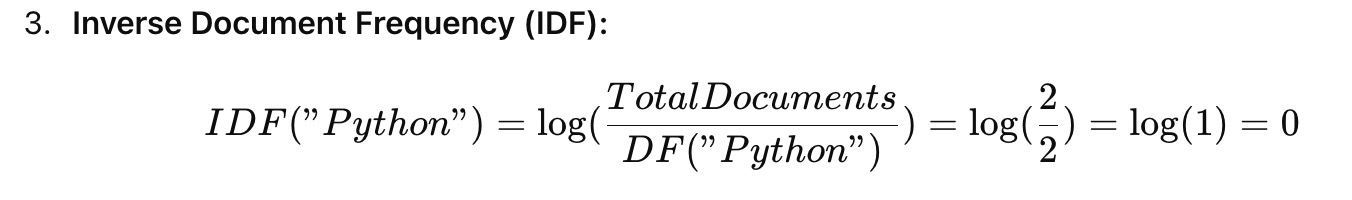 3. Inverse Document Frequency (IDF):
IDF("Python") = log(TotalDocuments/DF("Python")) = log(2/2) = log(1) = 0